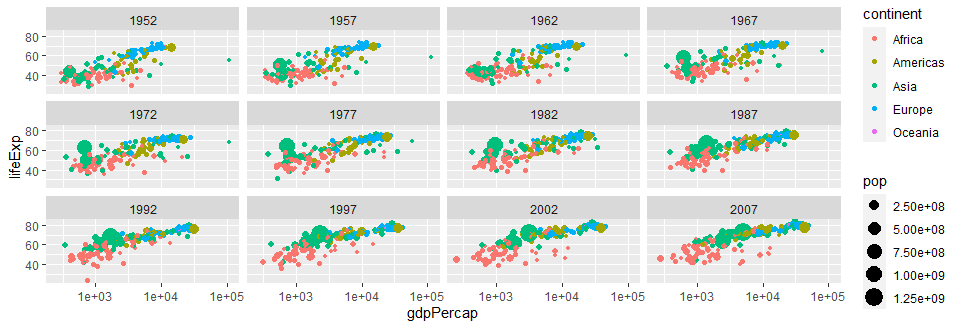 1952 1957 1962 1967
continent
80
60
40
Africa
Americas
Asia
Europe
Oceania
1972 1977 1982 1987
80
60
40
lifeExp
pop
2.50e+08
5.00e+08
7.50e+08
1.00e+09
1.25e+09
1992 1997 2002 2007
80
60
40
1e+03 1e+04 1e+05 1e+03 1e+04 1e+05 1e+03 1e+04 1e+05 1e+03 1e+04 1e+05
gdpPercap